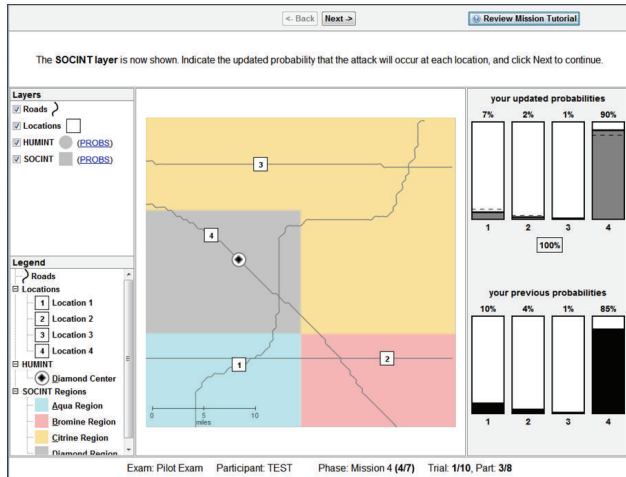 <- Back Next -> Review Mission Tutorial
The SOCINT layer is now shown. Indicate the updated probability that the attack will occur at each location, and click Next to continue.
Layers
Roads
Locations
HUMINT (PROBS)
SOCINT (PROBS)
Legend
Roads
Locations
1 Location 1
2 Location 2
3 Location 3
4 Location 4
HUMINT
Diamond Center
SOCINT Regions
Aqua Region
Bromine Region
Citrine Region
Diamond Region
3
4
1
2
0 5 10
miles
your updated probabilities
7% 2% 1% 90%
1 2 3 4
100%
your previous probabilities
10% 4% 1% 85%
1 2 3 4
Exam: Pilot Exam Participant: TEST Phase: Mission 4 (4/7) Trial: 1/10, Part: 3/8